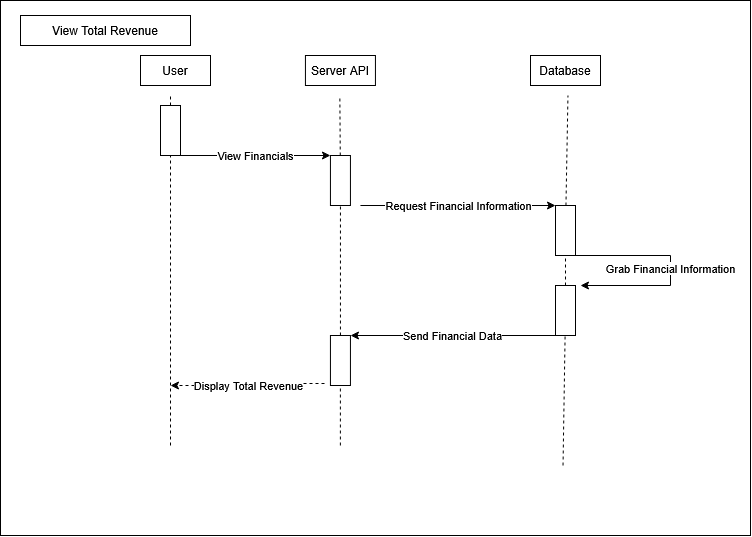 View Total Revenue
User
Server API
Database
View Financials
Request Financial Information
Grab Financial Information
Send Financial Data
Display Total Revenue